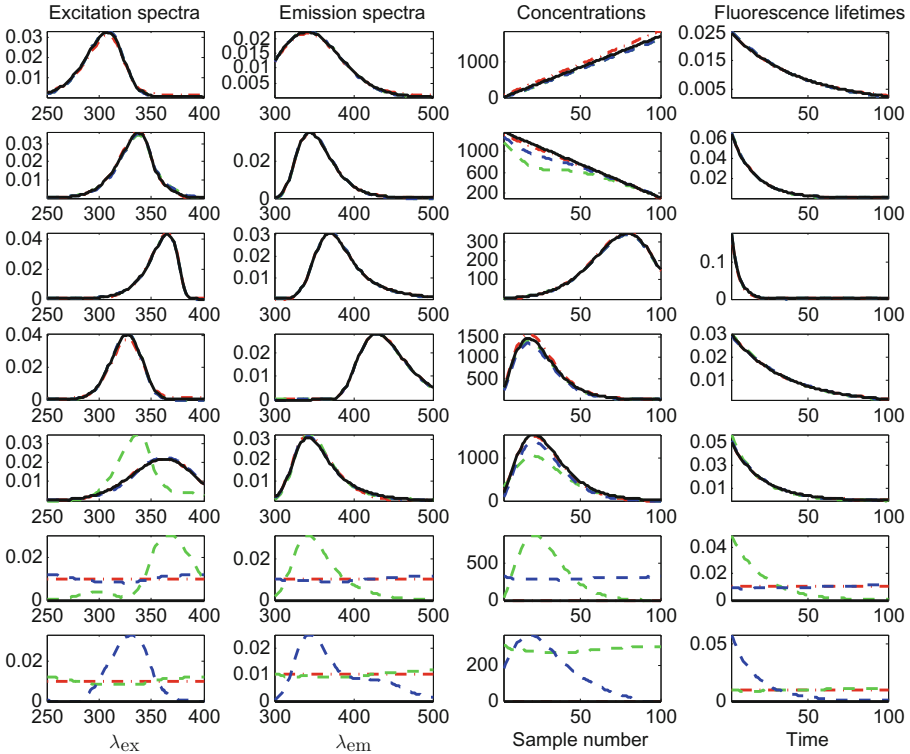 Excitation spectra Emission spectra Concentrations Fluorescence lifetimes
0.03 0.02 0.01 250 300 350 400
0.02 0.015 0.01 0.005 300 400 500
1000 0 50 100
0.025 0.015 0.005 50 100
0.03 0.02 0.01 250 300 350 400
0.03 0.01 0 300 400 500
1000 600 200 50 100
0.06 0.04 0.02 50 100
0.04 0.02 0 250 300 350 400
0.03 0.02 0.01 300 400 500
300 200 100 50 100
0.1 0 50 100
0.04 0.02 0 250 300 350 400
0.02 0.01 0 300 400 500
1500 1000 500 50 100
0.03 0.02 0.01 50 100
0.03 0.02 0.01 0 250 300 350 400
0.03 0.02 0.01 300 400 500
1000 500 0 50 100
0.05 0.03 0.01 50 100
0.02 0 250 300 350 400
0.03 0.02 0.01 0 300 400 500
500 0 50 100
0.04 0.02 0 50 100
0.02 0 250 300 350 400
0.02 0.01 0 300 400 500
200 0 50 100
0.05 0 50 100
λex λem Sample number Time